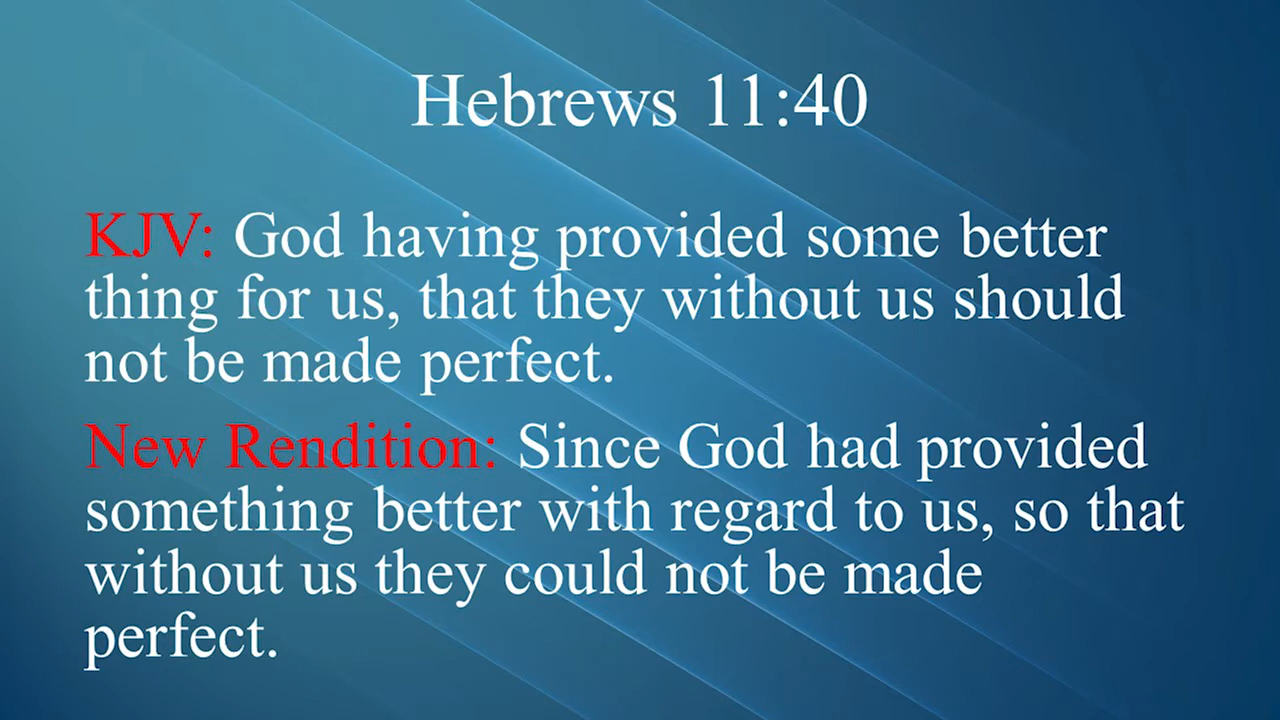 Hebrews 11:40
KJV: God having provided some better
thing for us, that they without us should
not be made perfect.
New Rendition: Since God had provided
something better with regard to us, so that
without us they could not be made
perfect.